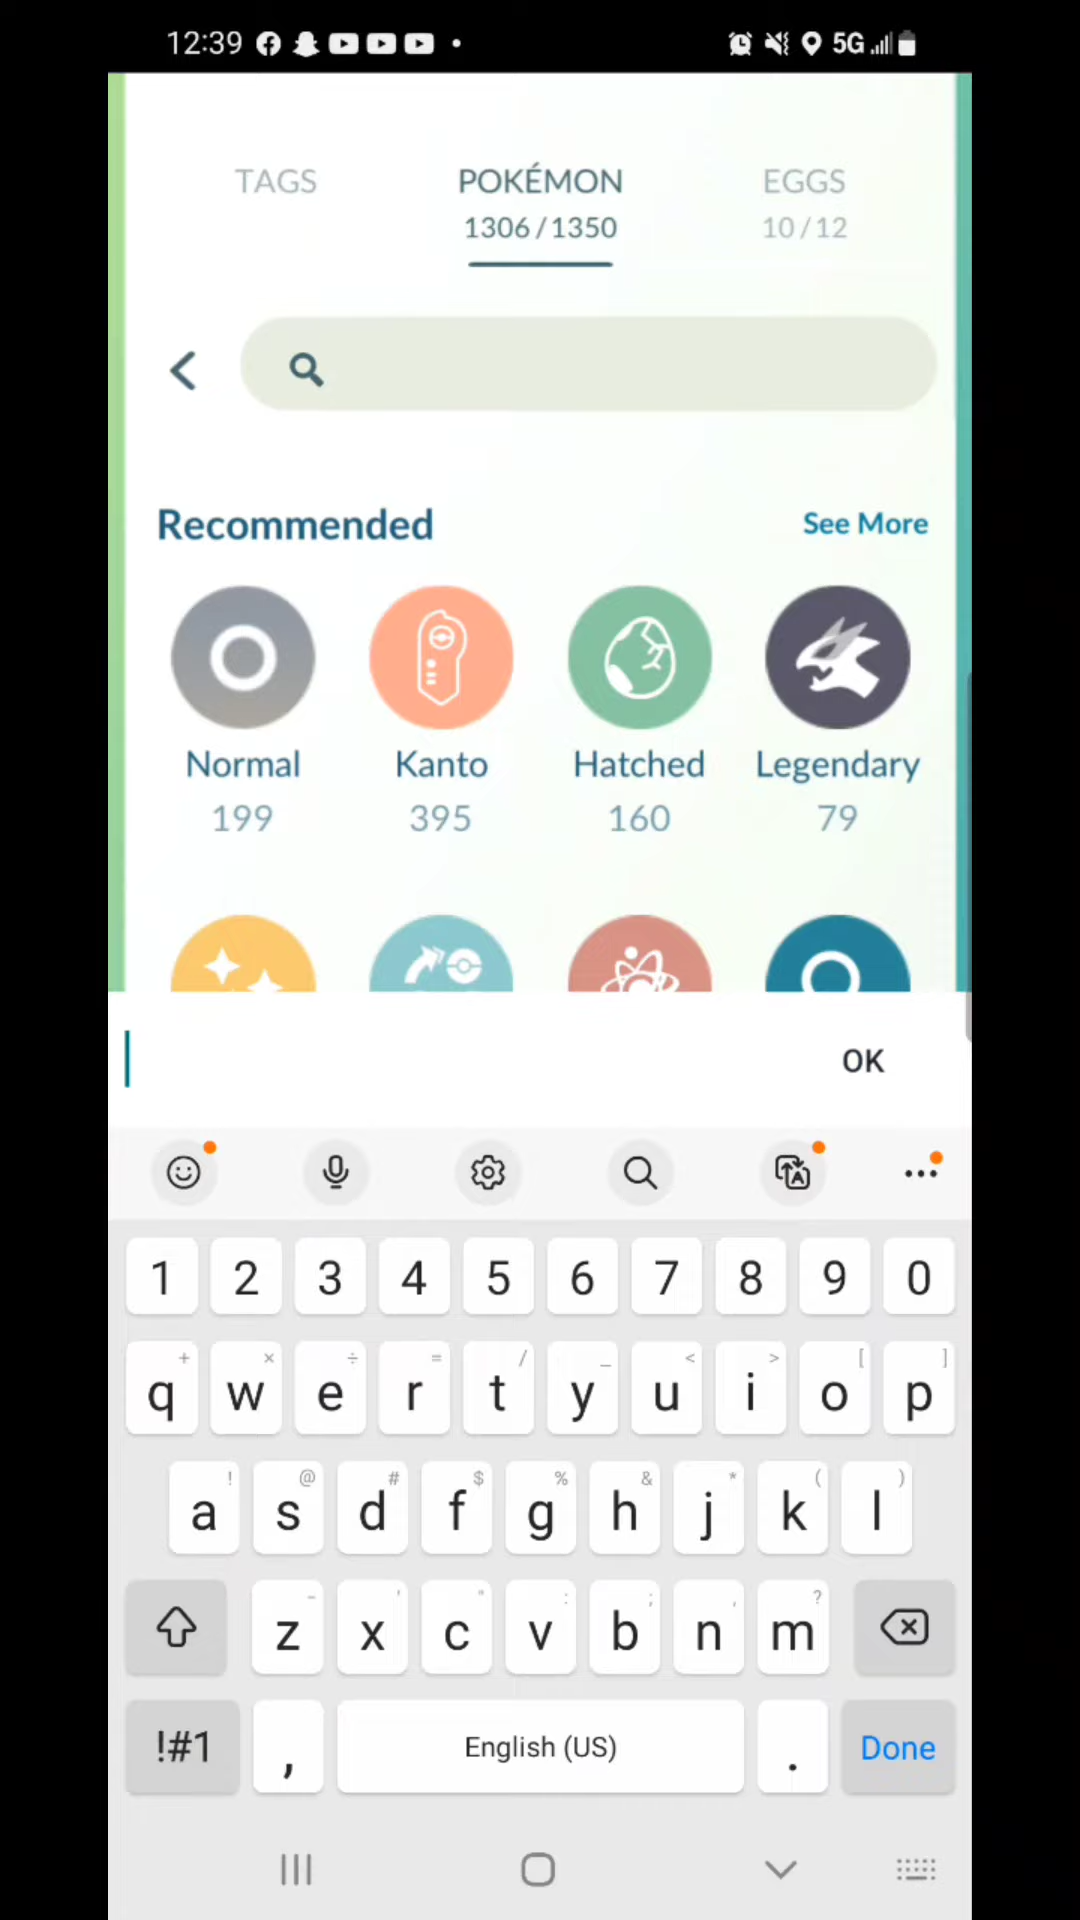 12:39 5G
TAGS POKÉMON EGGS
1306/1350 10/12
Recommended See More
Normal Kanto Hatched Legendary
199 395 160 79
OK
1 2 3 4 5 6 7 8 9 0
+ × ÷ = / _ < > [ ]
q w e r t y u i o p
! @ # $ % & * ( )
a s d f g h j k l
- ' " : ; , ?
z x c v b n m
!#1 , English (US) . Done